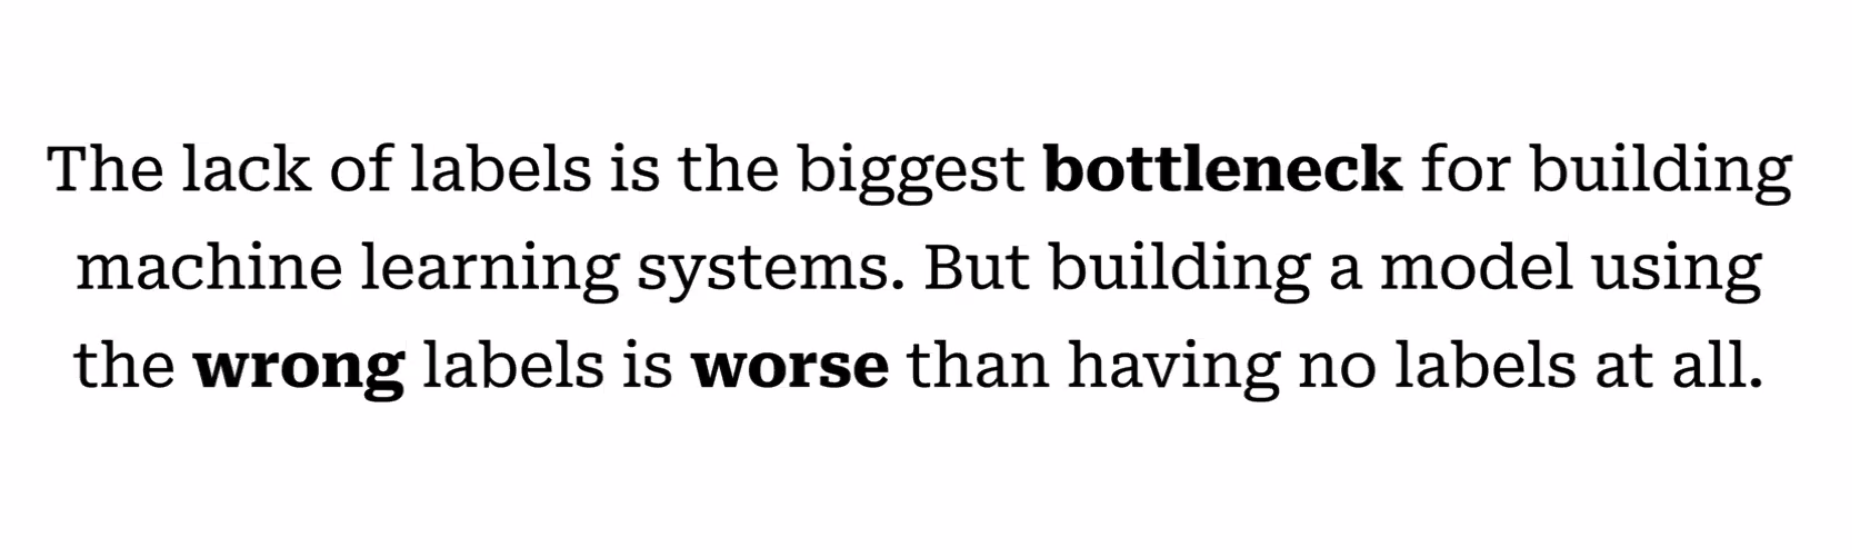 The lack of labels is the biggest bottleneck for building
machine learning systems. But building a model using
the wrong labels is worse than having no labels at all.